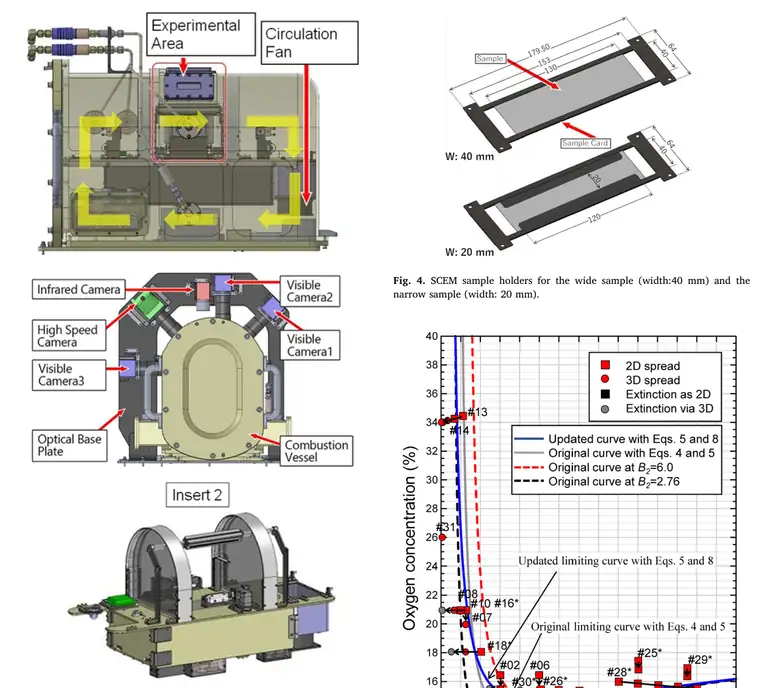 Experimental
Area
Circulation
Fan
Infrared Camera
High Speed
Camera
Visible
Camera3
Optical Base
Plate
Visible
Camera2
Visible
Camera1
Combustion
Vessel
Insert 2
179.50
153
130
64
40
Sample
Sample Card
W: 40 mm
64
40
20
120
W: 20 mm
Fig. 4. SCEM sample holders for the wide sample (width:40 mm) and the
narrow sample (width: 20 mm).
Oxygen concentration (%)
40
38
36
34
32
30
28
26
24
22
20
18
16
2D spread
3D spread
Extinction as 2D
Extinction via 3D
Updated curve with Eqs. 5 and 8
Original curve with Eqs. 4 and 5
Original curve at B2=6.0
Original curve at B2=2.76
#13
#14
#31
Updated limiting curve with Eqs. 5 and 8
#08
#10 #16*
#07
Original limiting curve with Eqs. 4 and 5
#18*
#02 #06
#25*
#28*
#29*
#30*
#26*